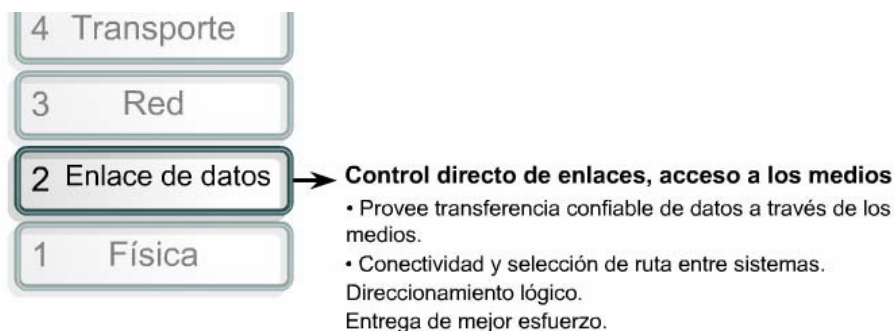 4 Transporte
3 Red
2 Enlace de datos
Control directo de enlaces, acceso a los medios
• Provee transferencia confiable de datos a través de los
medios.
• Conectividad y selección de ruta entre sistemas.
Direccionamiento lógico.
Entrega de mejor esfuerzo.
1 Física